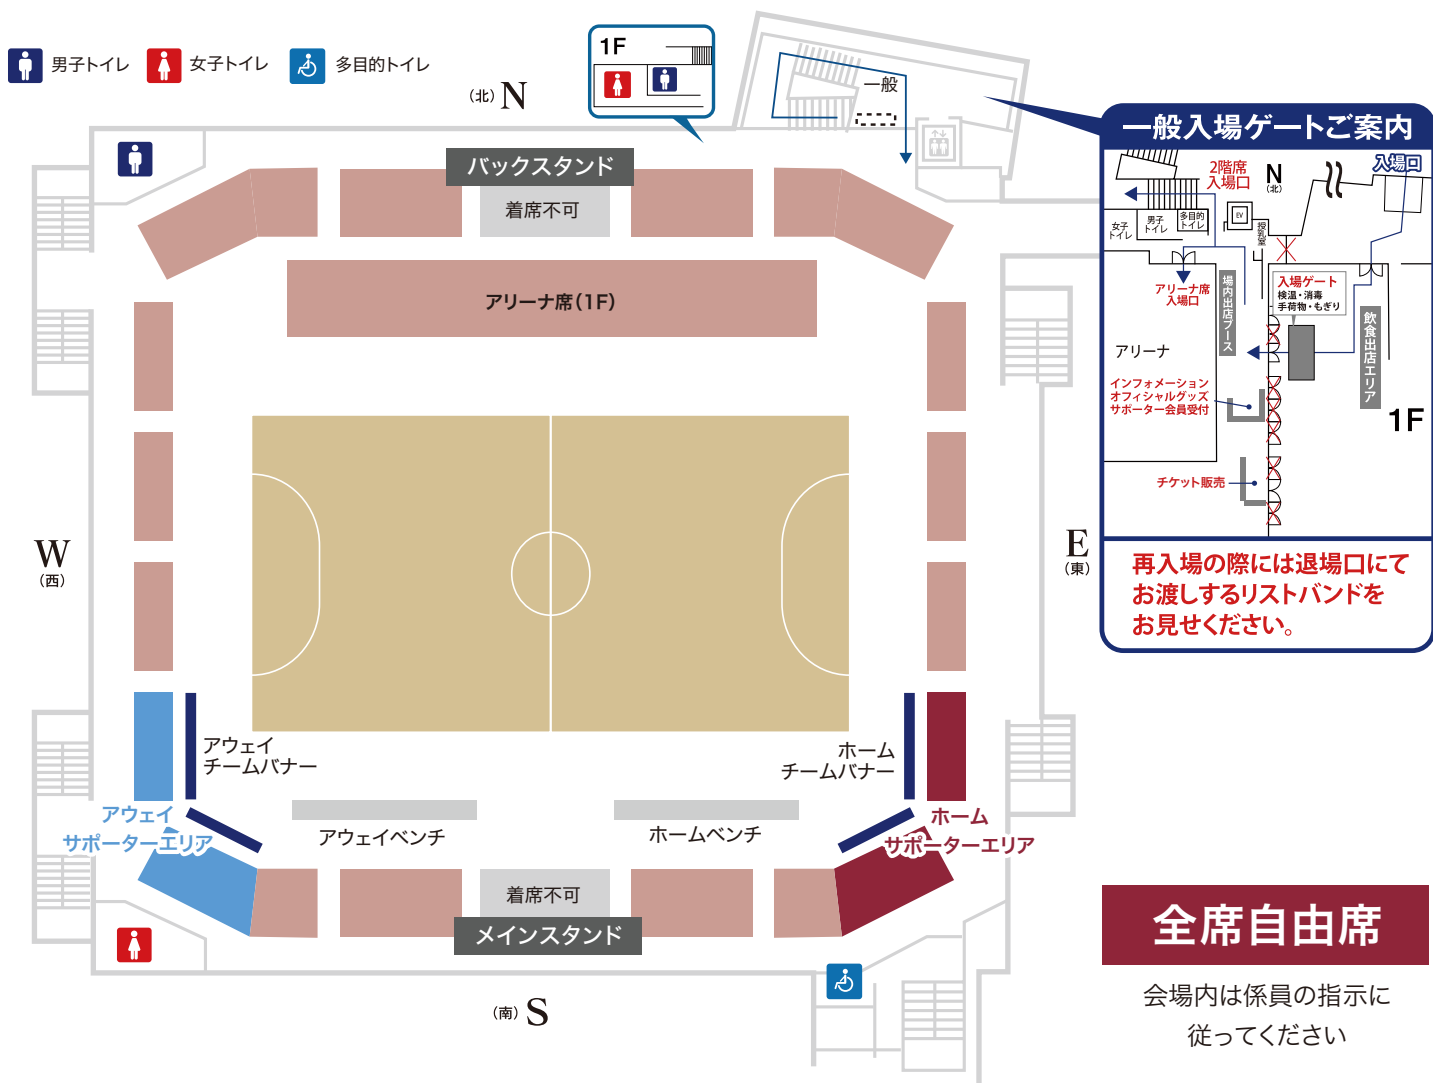 男子トイレ
女子トイレ
多目的トイレ
1F
(北) N
一般
バックスタンド
着席不可
アリーナ席(1F)
W
(西)
E
(東)
アウェイ
チームバナー
ホーム
チームバナー
アウェイ
サポーターエリア
アウェイベンチ
ホームベンチ
ホーム
サポーターエリア
着席不可
メインスタンド
(南) S
一般入場ゲートご案内
2階席
入場口
N
(北)
入場口
女子
トイレ
男子
トイレ
多目的
トイレ
EV
授乳室
アリーナ席
入場口
場内出店ブース
入場ゲート
検温・消毒
手荷物・もぎり
飲食出店エリア
アリーナ
インフォメーション
オフィシャルグッズ
サポーター会員受付
1F
チケット販売
再入場の際には退場口にて
お渡しするリストバンドを
お見せください。
全席自由席
会場内は係員の指示に
従ってください